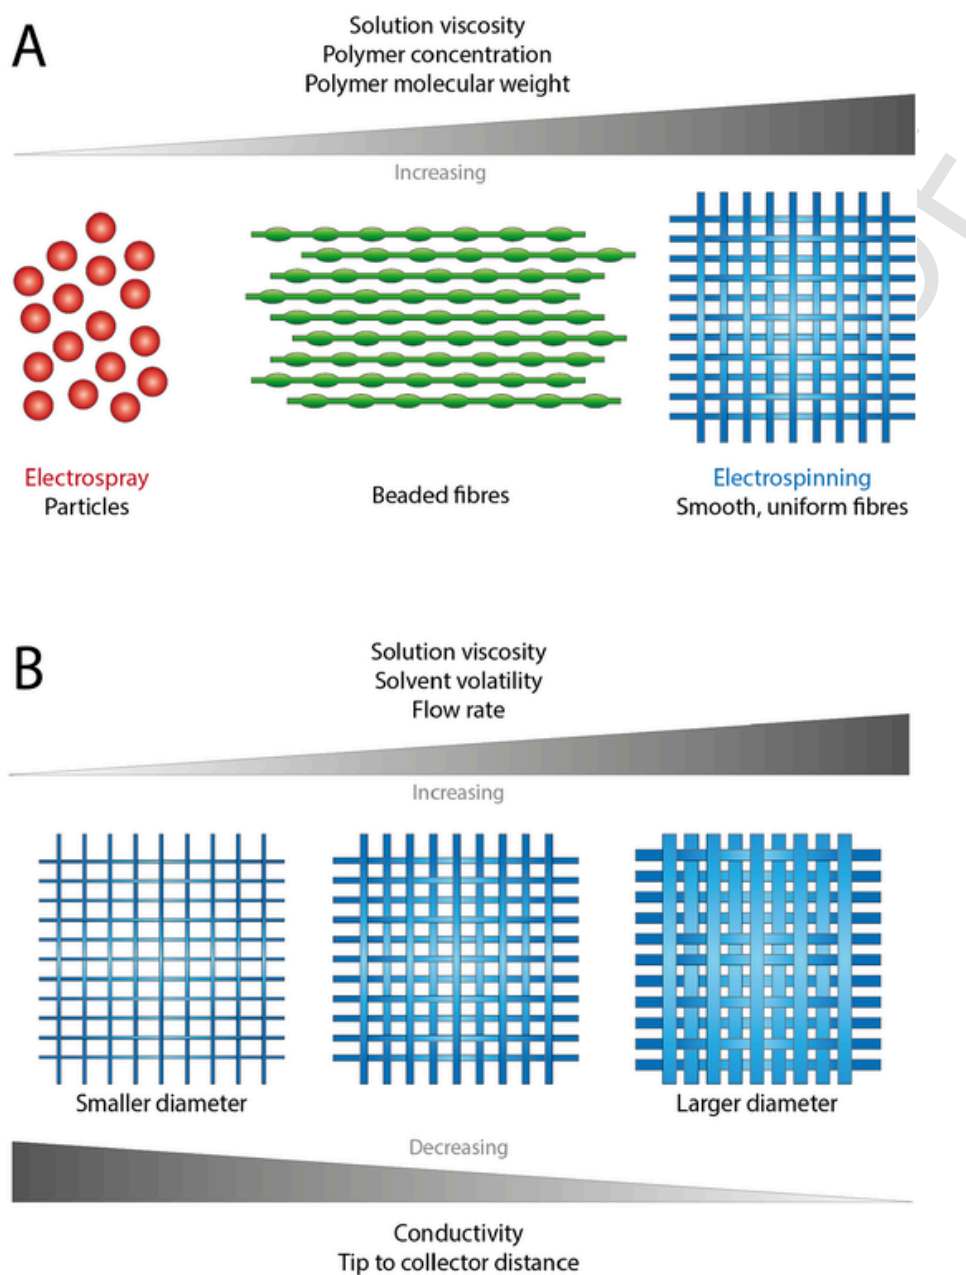 A
Solution viscosity
Polymer concentration
Polymer molecular weight
Increasing
Electrospray
Particles
Beaded fibres
Electrospinning
Smooth, uniform fibres
B
Solution viscosity
Solvent volatility
Flow rate
Increasing
Smaller diameter
Larger diameter
Decreasing
Conductivity
Tip to collector distance